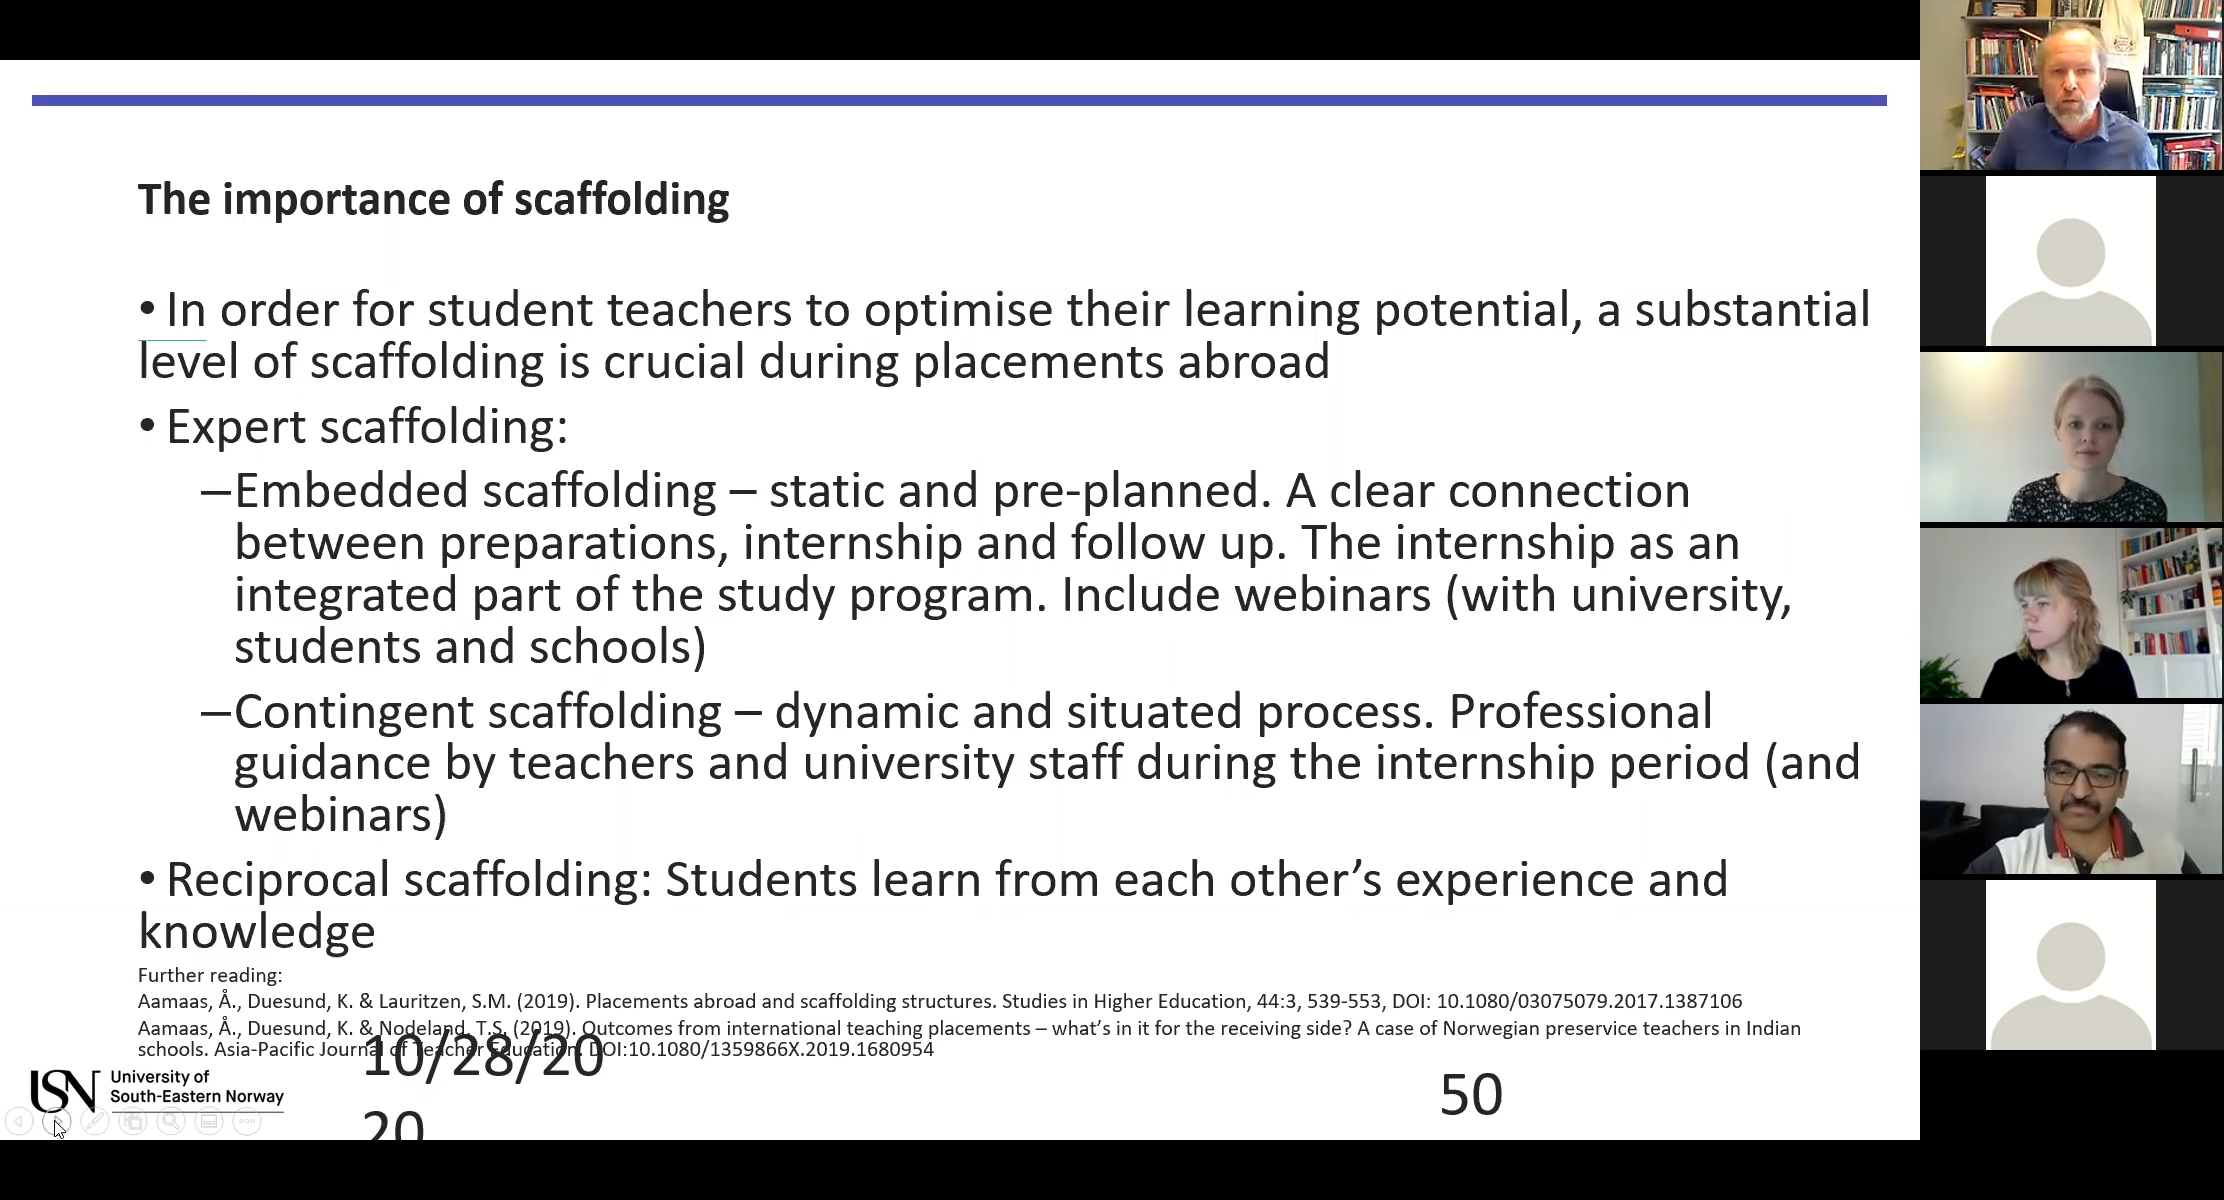 The importance of scaffolding
• In order for student teachers to optimise their learning potential, a substantial
level of scaffolding is crucial during placements abroad
• Expert scaffolding:
–Embedded scaffolding – static and pre-planned. A clear connection
between preparations, internship and follow up. The internship as an
integrated part of the study program. Include webinars (with university,
students and schools)
–Contingent scaffolding – dynamic and situated process. Professional
guidance by teachers and university staff during the internship period (and
webinars)
• Reciprocal scaffolding: Students learn from each other’s experience and
knowledge
Further reading:
Aamaas, Å., Duesund, K. & Lauritzen, S.M. (2019). Placements abroad and scaffolding structures. Studies in Higher Education, 44:3, 539-553, DOI: 10.1080/03075079.2017.1387106
Aamaas, Å., Duesund, K. & Nodeland, T.S. (2019). Outcomes from international teaching placements – what’s in it for the receiving side? A case of Norwegian preservice teachers in Indian
schools. Asia-Pacific Journal of Teacher Education. DOI:10.1080/1359866X.2019.1680954
10/28/20
20
USN University of
South-Eastern Norway
50